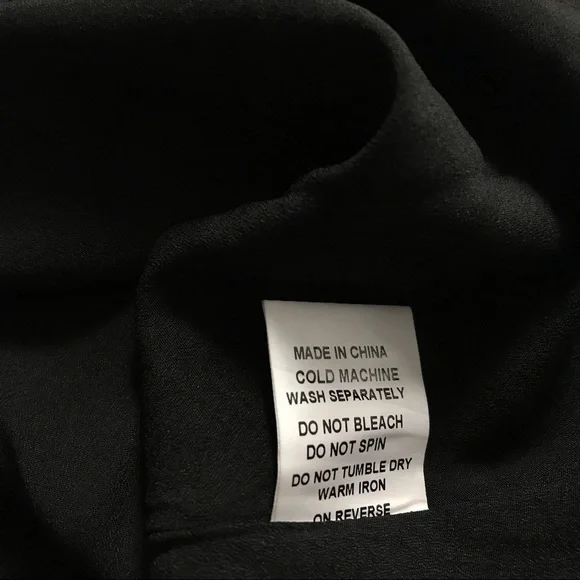 MADE IN CHINA
COLD MACHINE
WASH SEPARATELY
DO NOT BLEACH
DO NOT SPIN
DO NOT TUMBLE DRY
WARM IRON
ON REVERSE